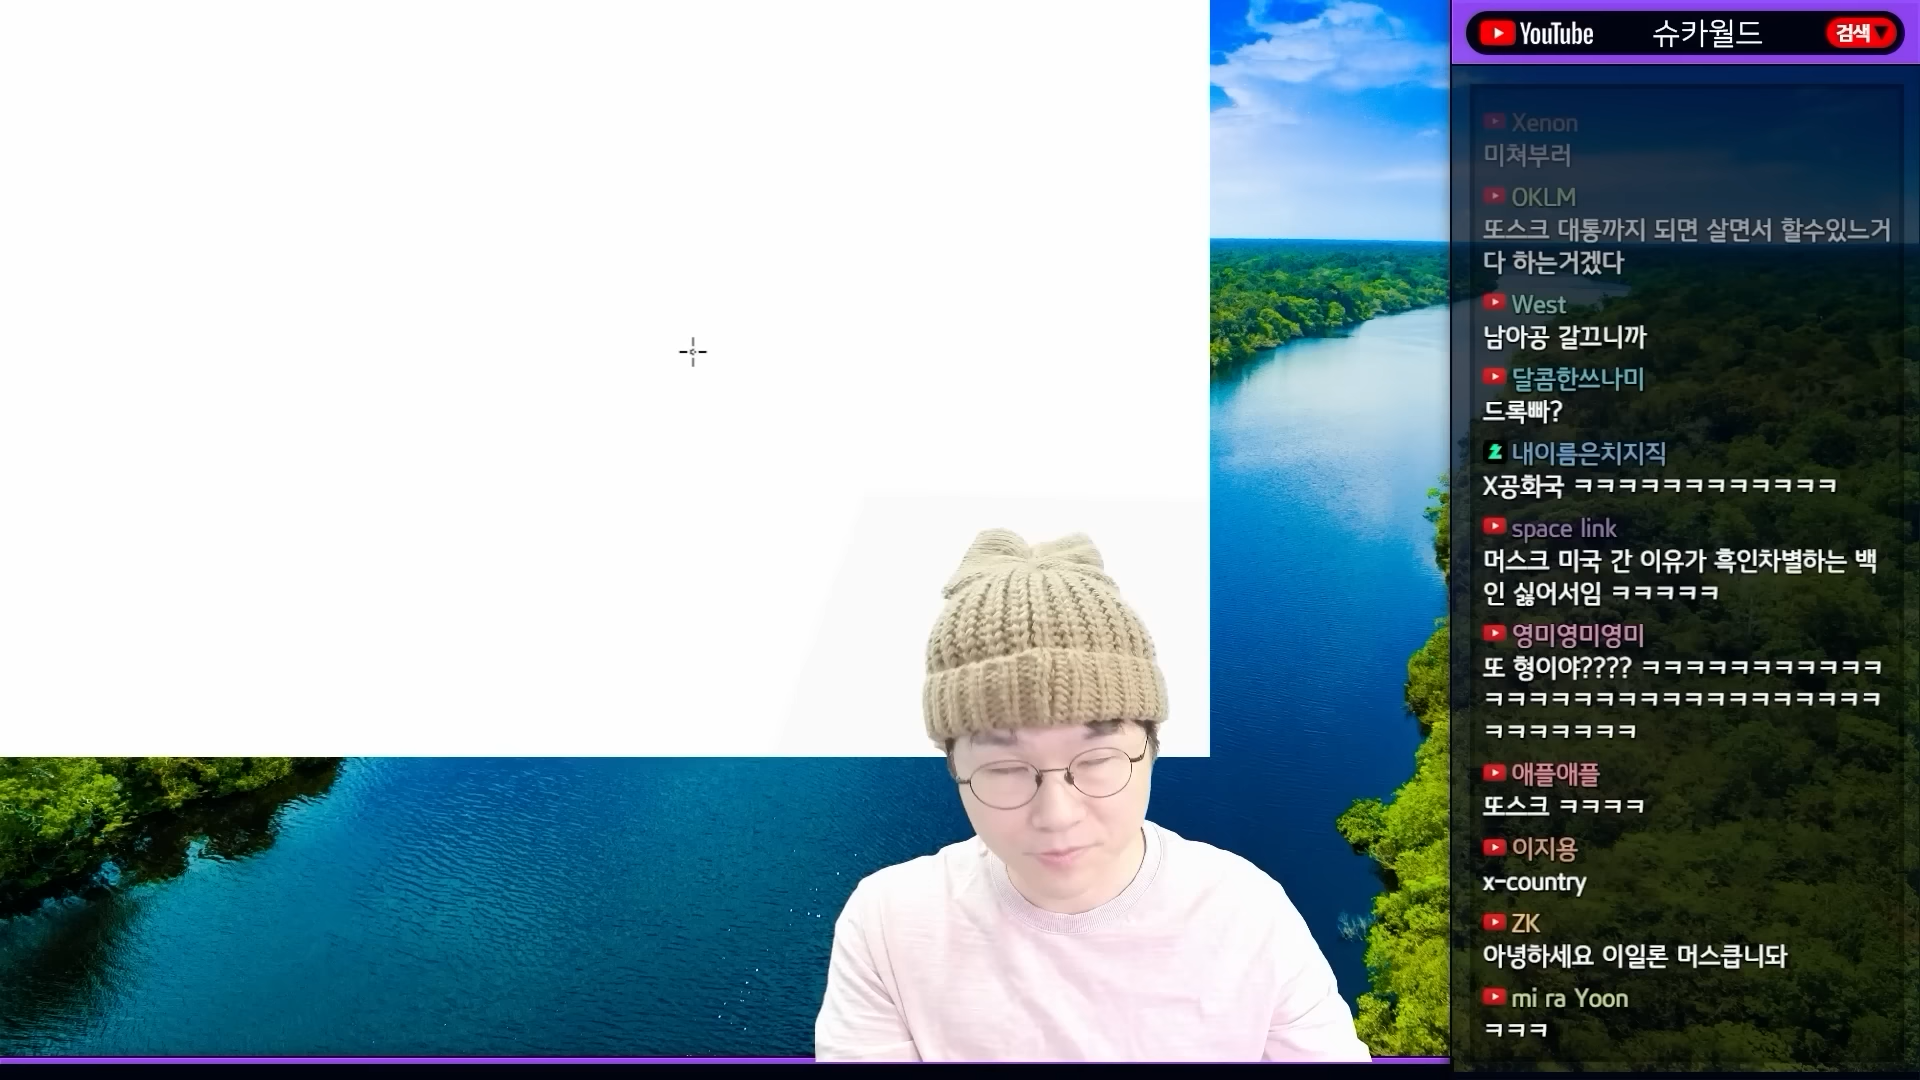 YouTube 슈카월드 검색▼
Xenon
미쳐부러
OKLM
또스크 대통까지 되면 살면서 할수있느거
다 하는거겠다
West
남아공 갈끄니까
달콤한쓰나미
드록빠?
내이름은치지직
X공화국 ㅋㅋㅋㅋㅋㅋㅋㅋㅋㅋㅋㅋ
space link
머스크 미국 간 이유가 흑인차별하는 백
인 싫어서임 ㅋㅋㅋㅋㅋ
영미영미영미
또 형이야???? ㅋㅋㅋㅋㅋㅋㅋㅋㅋㅋㅋ
ㅋㅋㅋㅋㅋㅋㅋㅋㅋㅋㅋㅋㅋㅋㅋㅋㅋㅋ
ㅋㅋㅋㅋㅋㅋㅋ
애플애플
또스크 ㅋㅋㅋㅋ
이지용
x-country
ZK
아녕하세요 이일론 머스큽니돠
mi ra Yoon
ㅋㅋㅋ